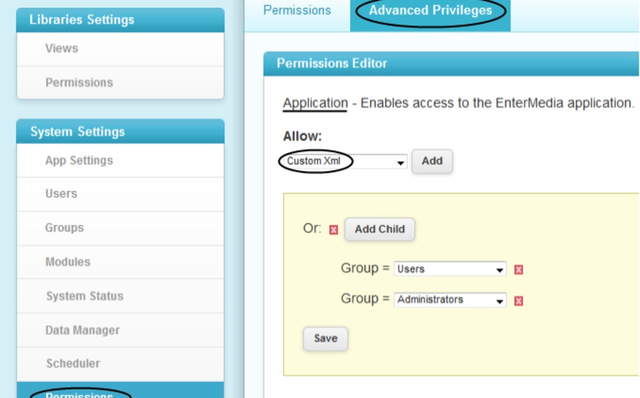 Libraries Settings
Views
Permissions
System Settings
App Settings
Users
Groups
Modules
System Status
Data Manager
Scheduler
Permissions
Permissions Advanced Privileges
Permissions Editor
Application - Enables access to the EnterMedia application.
Allow:
Custom Xml Add
Or: x Add Child
Group = Users x
Group = Administrators x
Save